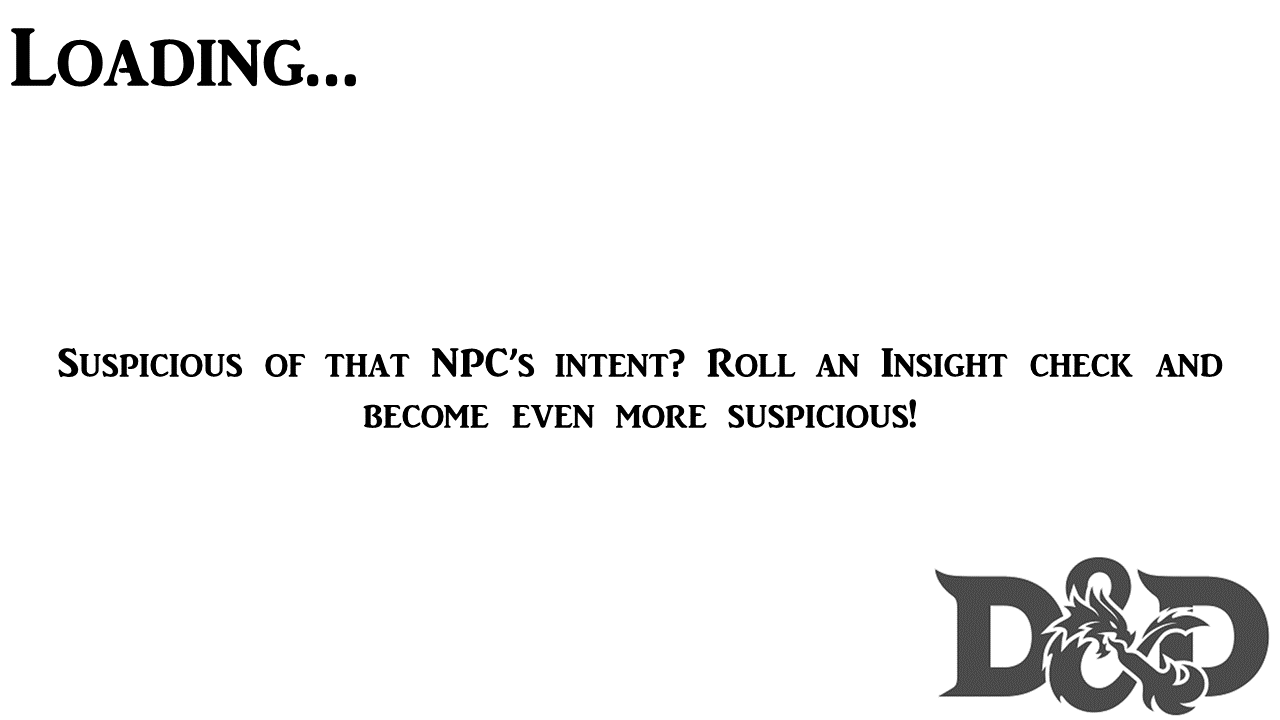 Loading...
Suspicious of that NPC's intent? Roll an Insight check and
become even more suspicious!
D&D